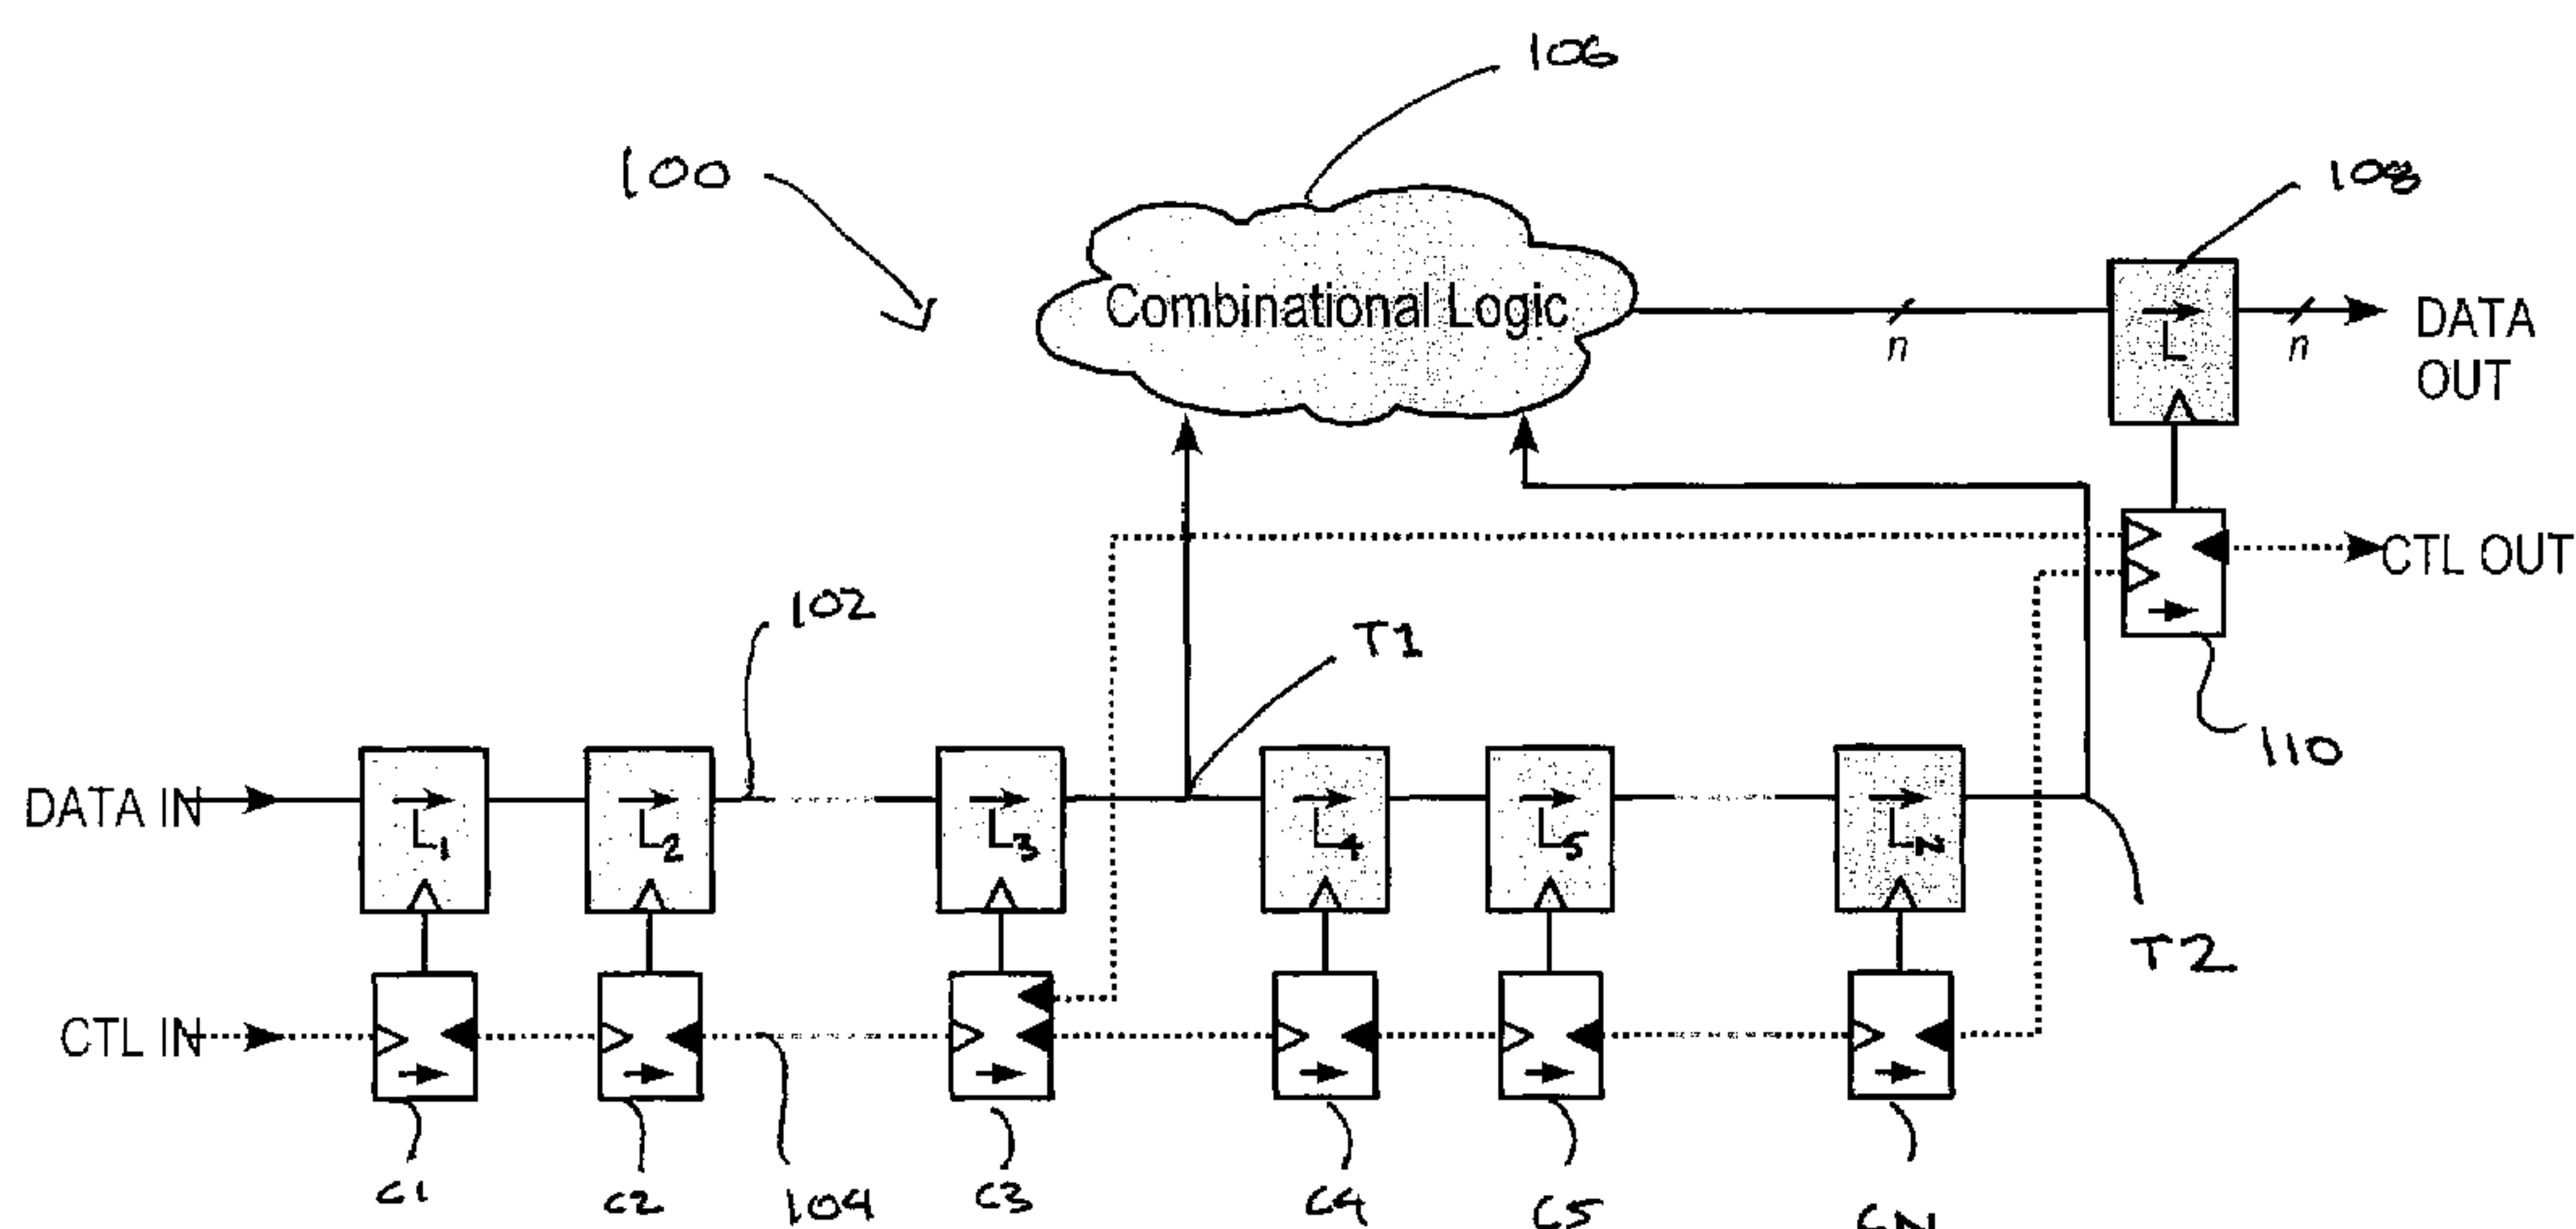 106
100
108
Combinational Logic
L
n
n
DATA
OUT
CTL OUT
102
T1
110
DATA IN
L1
L2
L3
L4
L5
LN
T2
CTL IN
C1
C2
104
C3
C4
C5
CN